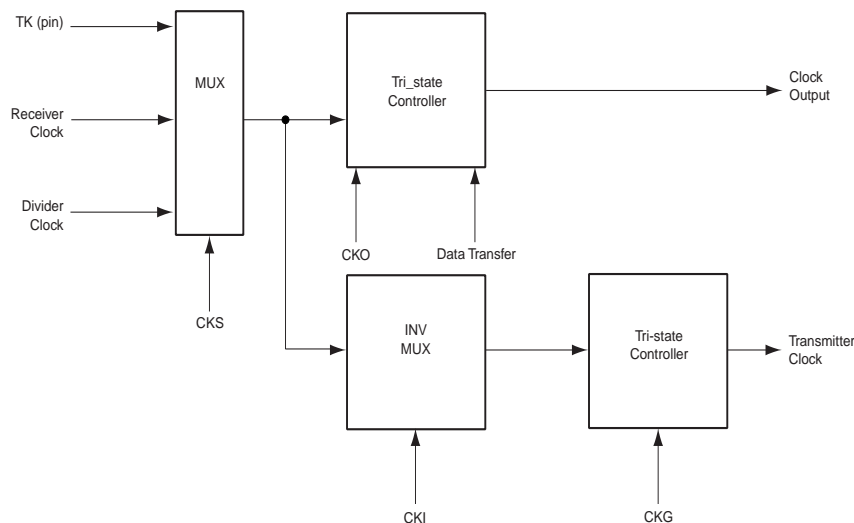 TK (pin)
MUX
Tri_state
Controller
Clock
Output
Receiver
Clock
Divider
Clock
CKO
Data Transfer
CKS
INV
MUX
Tri-state
Controller
Transmitter
Clock
CKI
CKG